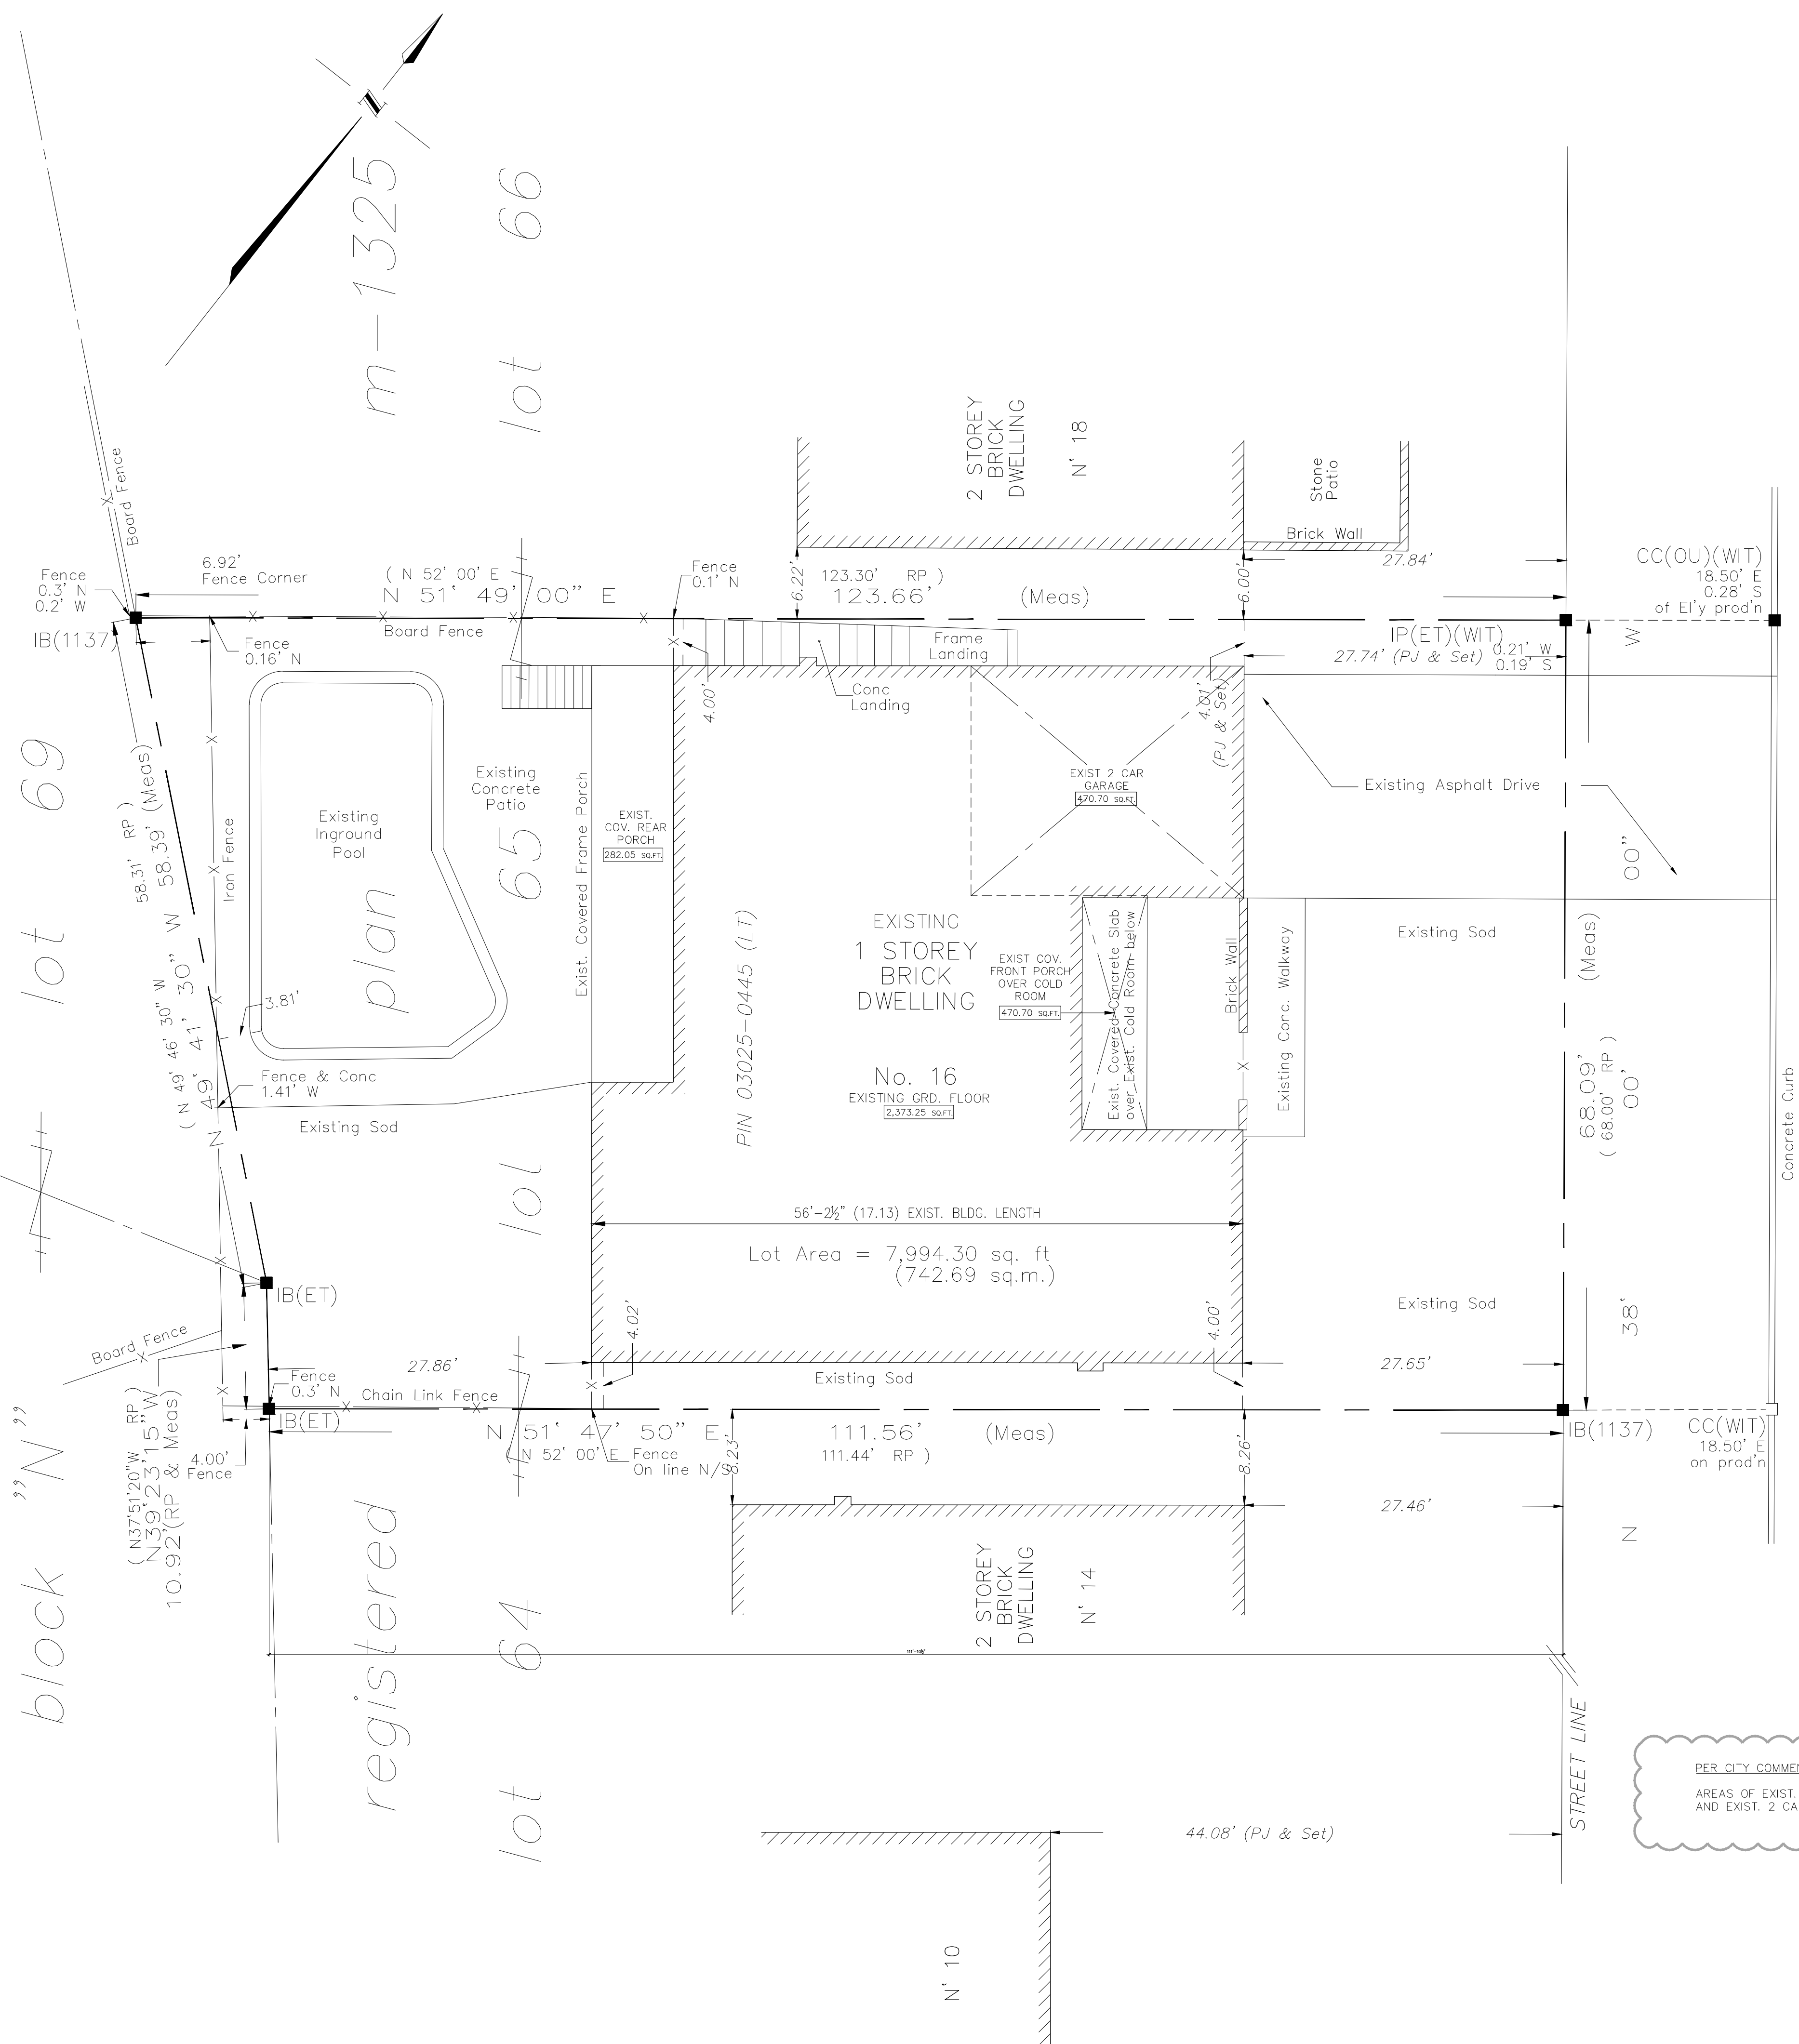 m-1325
lot 66
2 STOREY
BRICK
DWELLING
N' 18
Stone
Patio
Brick Wall
27.84'
Board Fence
Fence
0.3' N
0.2' W
6.92'
Fence Corner
( N 52' 00' E
123.30' RP )
N 51' 49' 00" E
123.66'
(Meas)
Fence
0.1' N
6.22'
6.00'
CC(OU)(WIT)
18.50' E
0.28' S
of El'y prod'n
IB(1137)
Fence
0.16' N
Board Fence
Frame
Landing
Conc
Landing
4.00'
4.01'
(PJ & Set)
IP(ET)(WIT)
0.21' W
0.19' S
27.74' (PJ & Set)
lot 69
58.31' RP )
58.39' (Meas)
( N 49' 46' 30" W
N 49' 41' 30" W
Iron Fence
Existing
Inground
Pool
plan
Existing
Concrete
Patio
lot 65
Exist. Covered Frame Porch
EXIST.
COV. REAR
PORCH
282.05 SQ.FT.
EXIST 2 CAR
GARAGE
470.70 SQ.FT.
Existing Asphalt Drive
3.81'
Fence & Conc
1.41' W
Existing Sod
PIN 03025-0445 (LT)
EXISTING
1 STOREY
BRICK
DWELLING
No. 16
EXISTING GRD. FLOOR
2,373.25 SQ.FT.
EXIST COV.
FRONT PORCH
OVER COLD
ROOM
470.70 SQ.FT.
Exist. Covered Concrete Slab
over Exist. Cold Room below
Brick Wall
Existing Conc. Walkway
Existing Sod
N 38' 00' 00" W
68.09' (Meas)
( 68.00' RP )
Concrete Curb
56'-2½" (17.13) EXIST. BLDG. LENGTH
Lot Area = 7,994.30 sq. ft
(742.69 sq.m.)
Existing Sod
IB(ET)
Board Fence
27.86'
Fence
0.3' N
Chain Link Fence
4.02'
4.00'
Existing Sod
27.65'
IB(ET)
4.00'
Fence
( N37'51'20"W RP )
N39'23'15"W
10.92'(RP & Meas)
N 51' 47' 50" E
111.56'
(Meas)
( N 52' 00' E
111.44' RP )
Fence
On line N/S
8.23'
8.26'
IB(1137)
CC(WIT)
18.50' E
on prod'n
27.46'
block "N"
registered
lot 64
2 STOREY
BRICK
DWELLING
N' 14
STREET LINE
44.08' (PJ & Set)
N' 10
PER CITY COMMEN
AREAS OF EXIST.
AND EXIST. 2 CA
lot
N